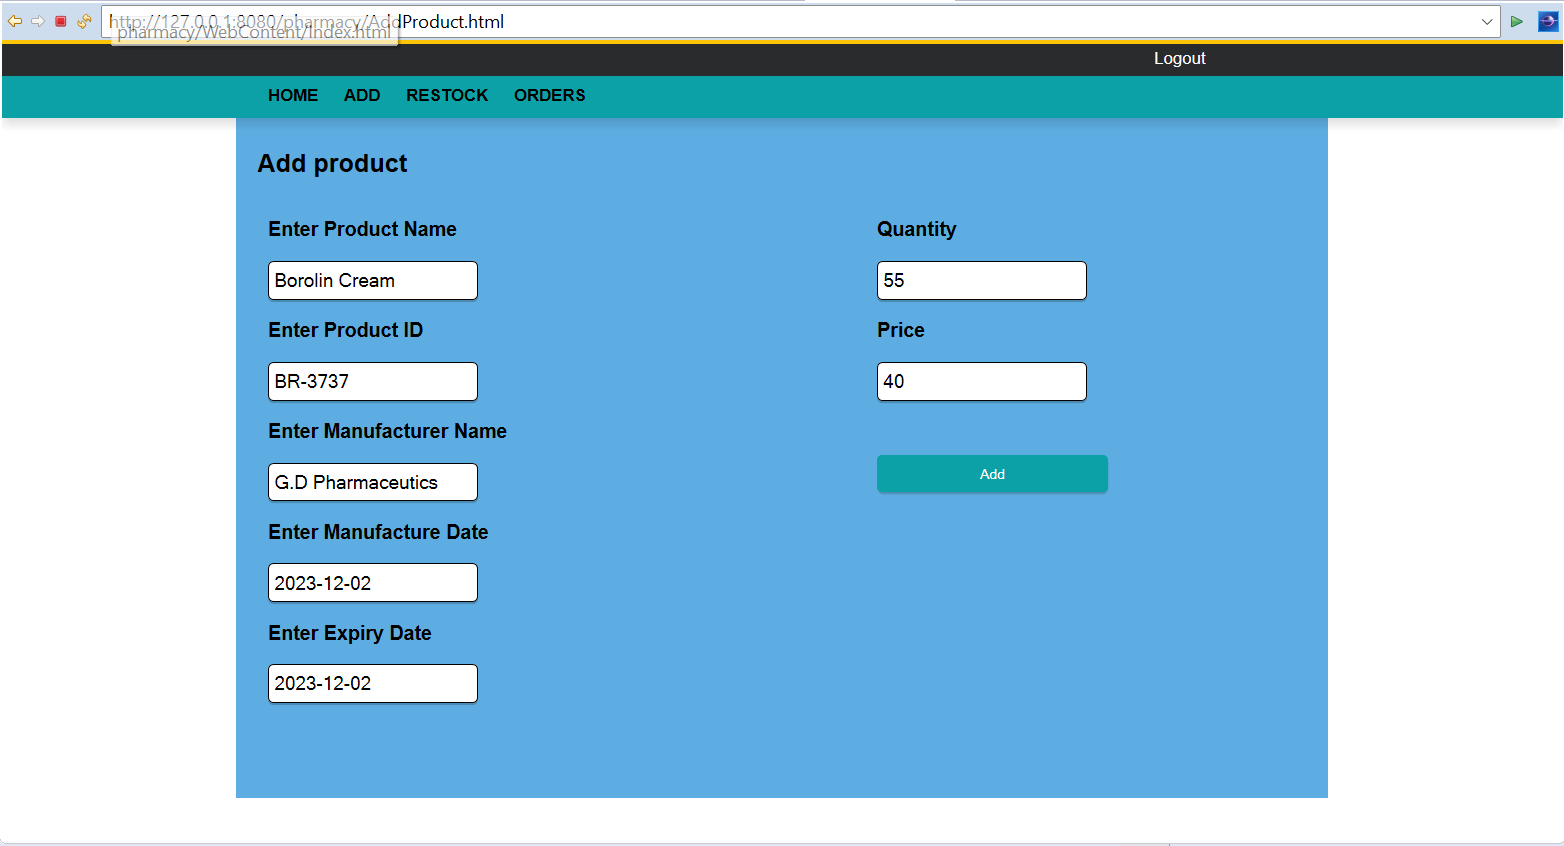 http://127.0.0.1:8080/pharmacy/AddProduct.html
pharmacy/WebContent/Index.html
Logout
HOME ADD RESTOCK ORDERS
Add product
Enter Product Name
Borolin Cream
Enter Product ID
BR-3737
Enter Manufacturer Name
G.D Pharmaceutics
Enter Manufacture Date
2023-12-02
Enter Expiry Date
2023-12-02
Quantity
55
Price
40
Add